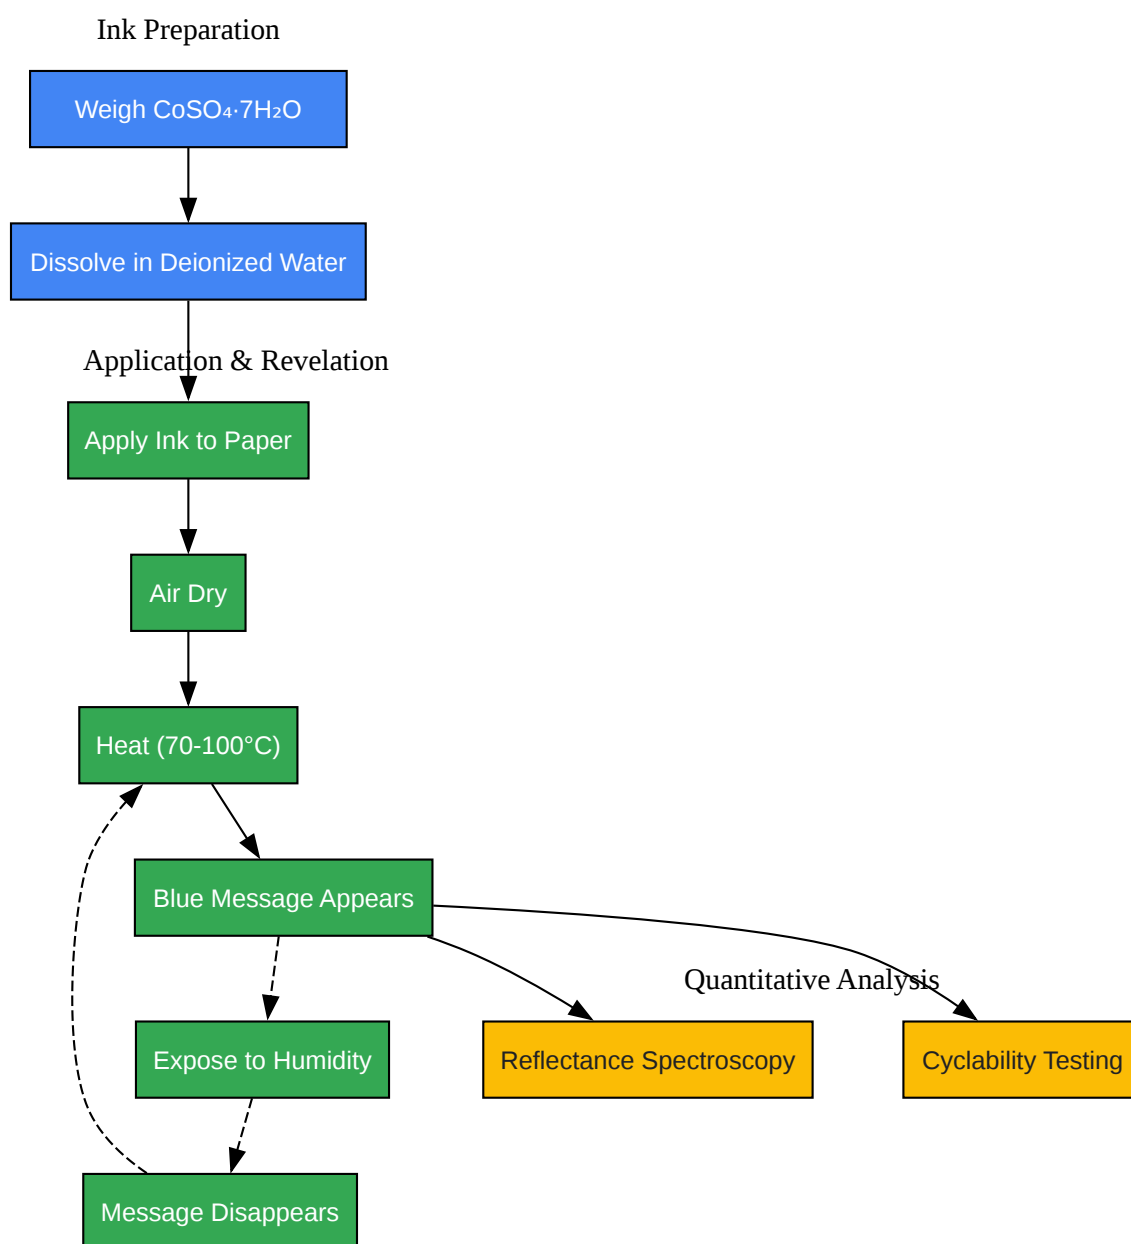 Ink Preparation
Weigh CoSO₄·7H₂O
Dissolve in Deionized Water
Application & Revelation
Apply Ink to Paper
Air Dry
Heat (70-100°C)
Blue Message Appears
Quantitative Analysis
Expose to Humidity
Reflectance Spectroscopy
Cyclability Testing
Message Disappears